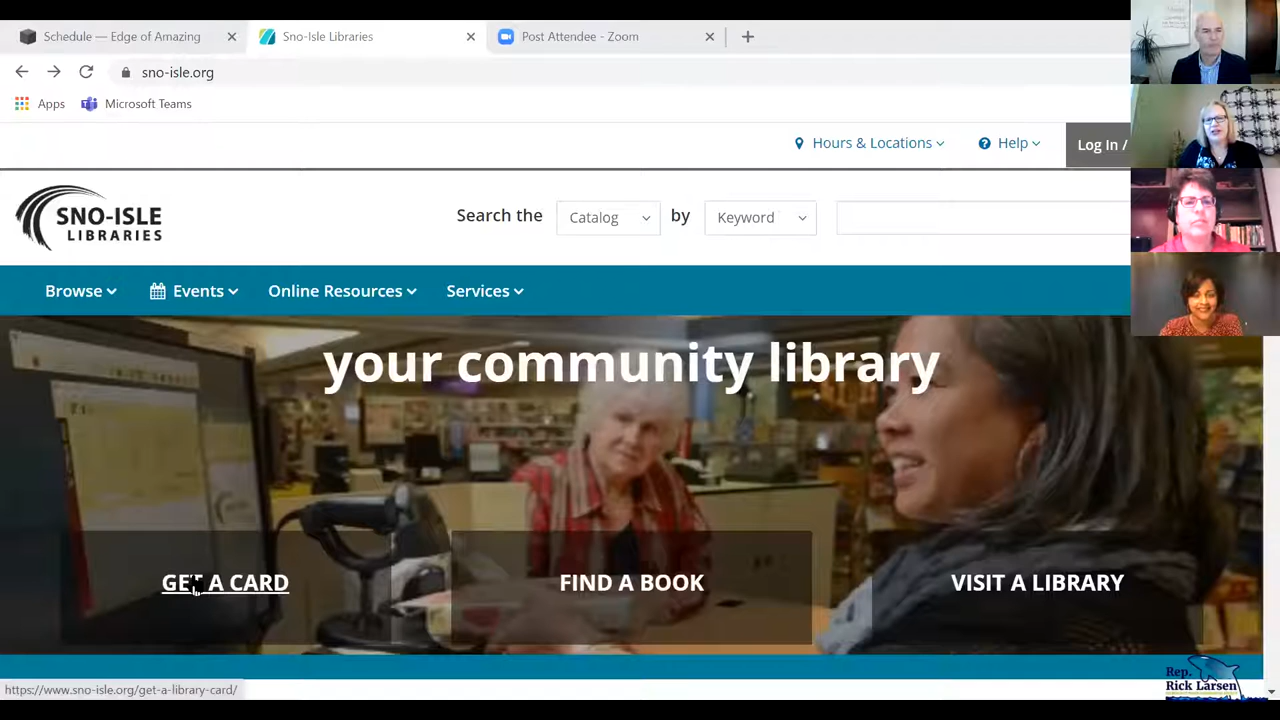 Schedule — Edge of Amazing
Sno-Isle Libraries
Post Attendee - Zoom
sno-isle.org
Apps
Microsoft Teams
Hours & Locations
Help
Log In /
SNO-ISLE
LIBRARIES
Search the
Catalog
by
Keyword
Browse
Events
Online Resources
Services
your community library
GET A CARD
FIND A BOOK
VISIT A LIBRARY
https://www.sno-isle.org/get-a-library-card/
Rep.
Rick Larsen